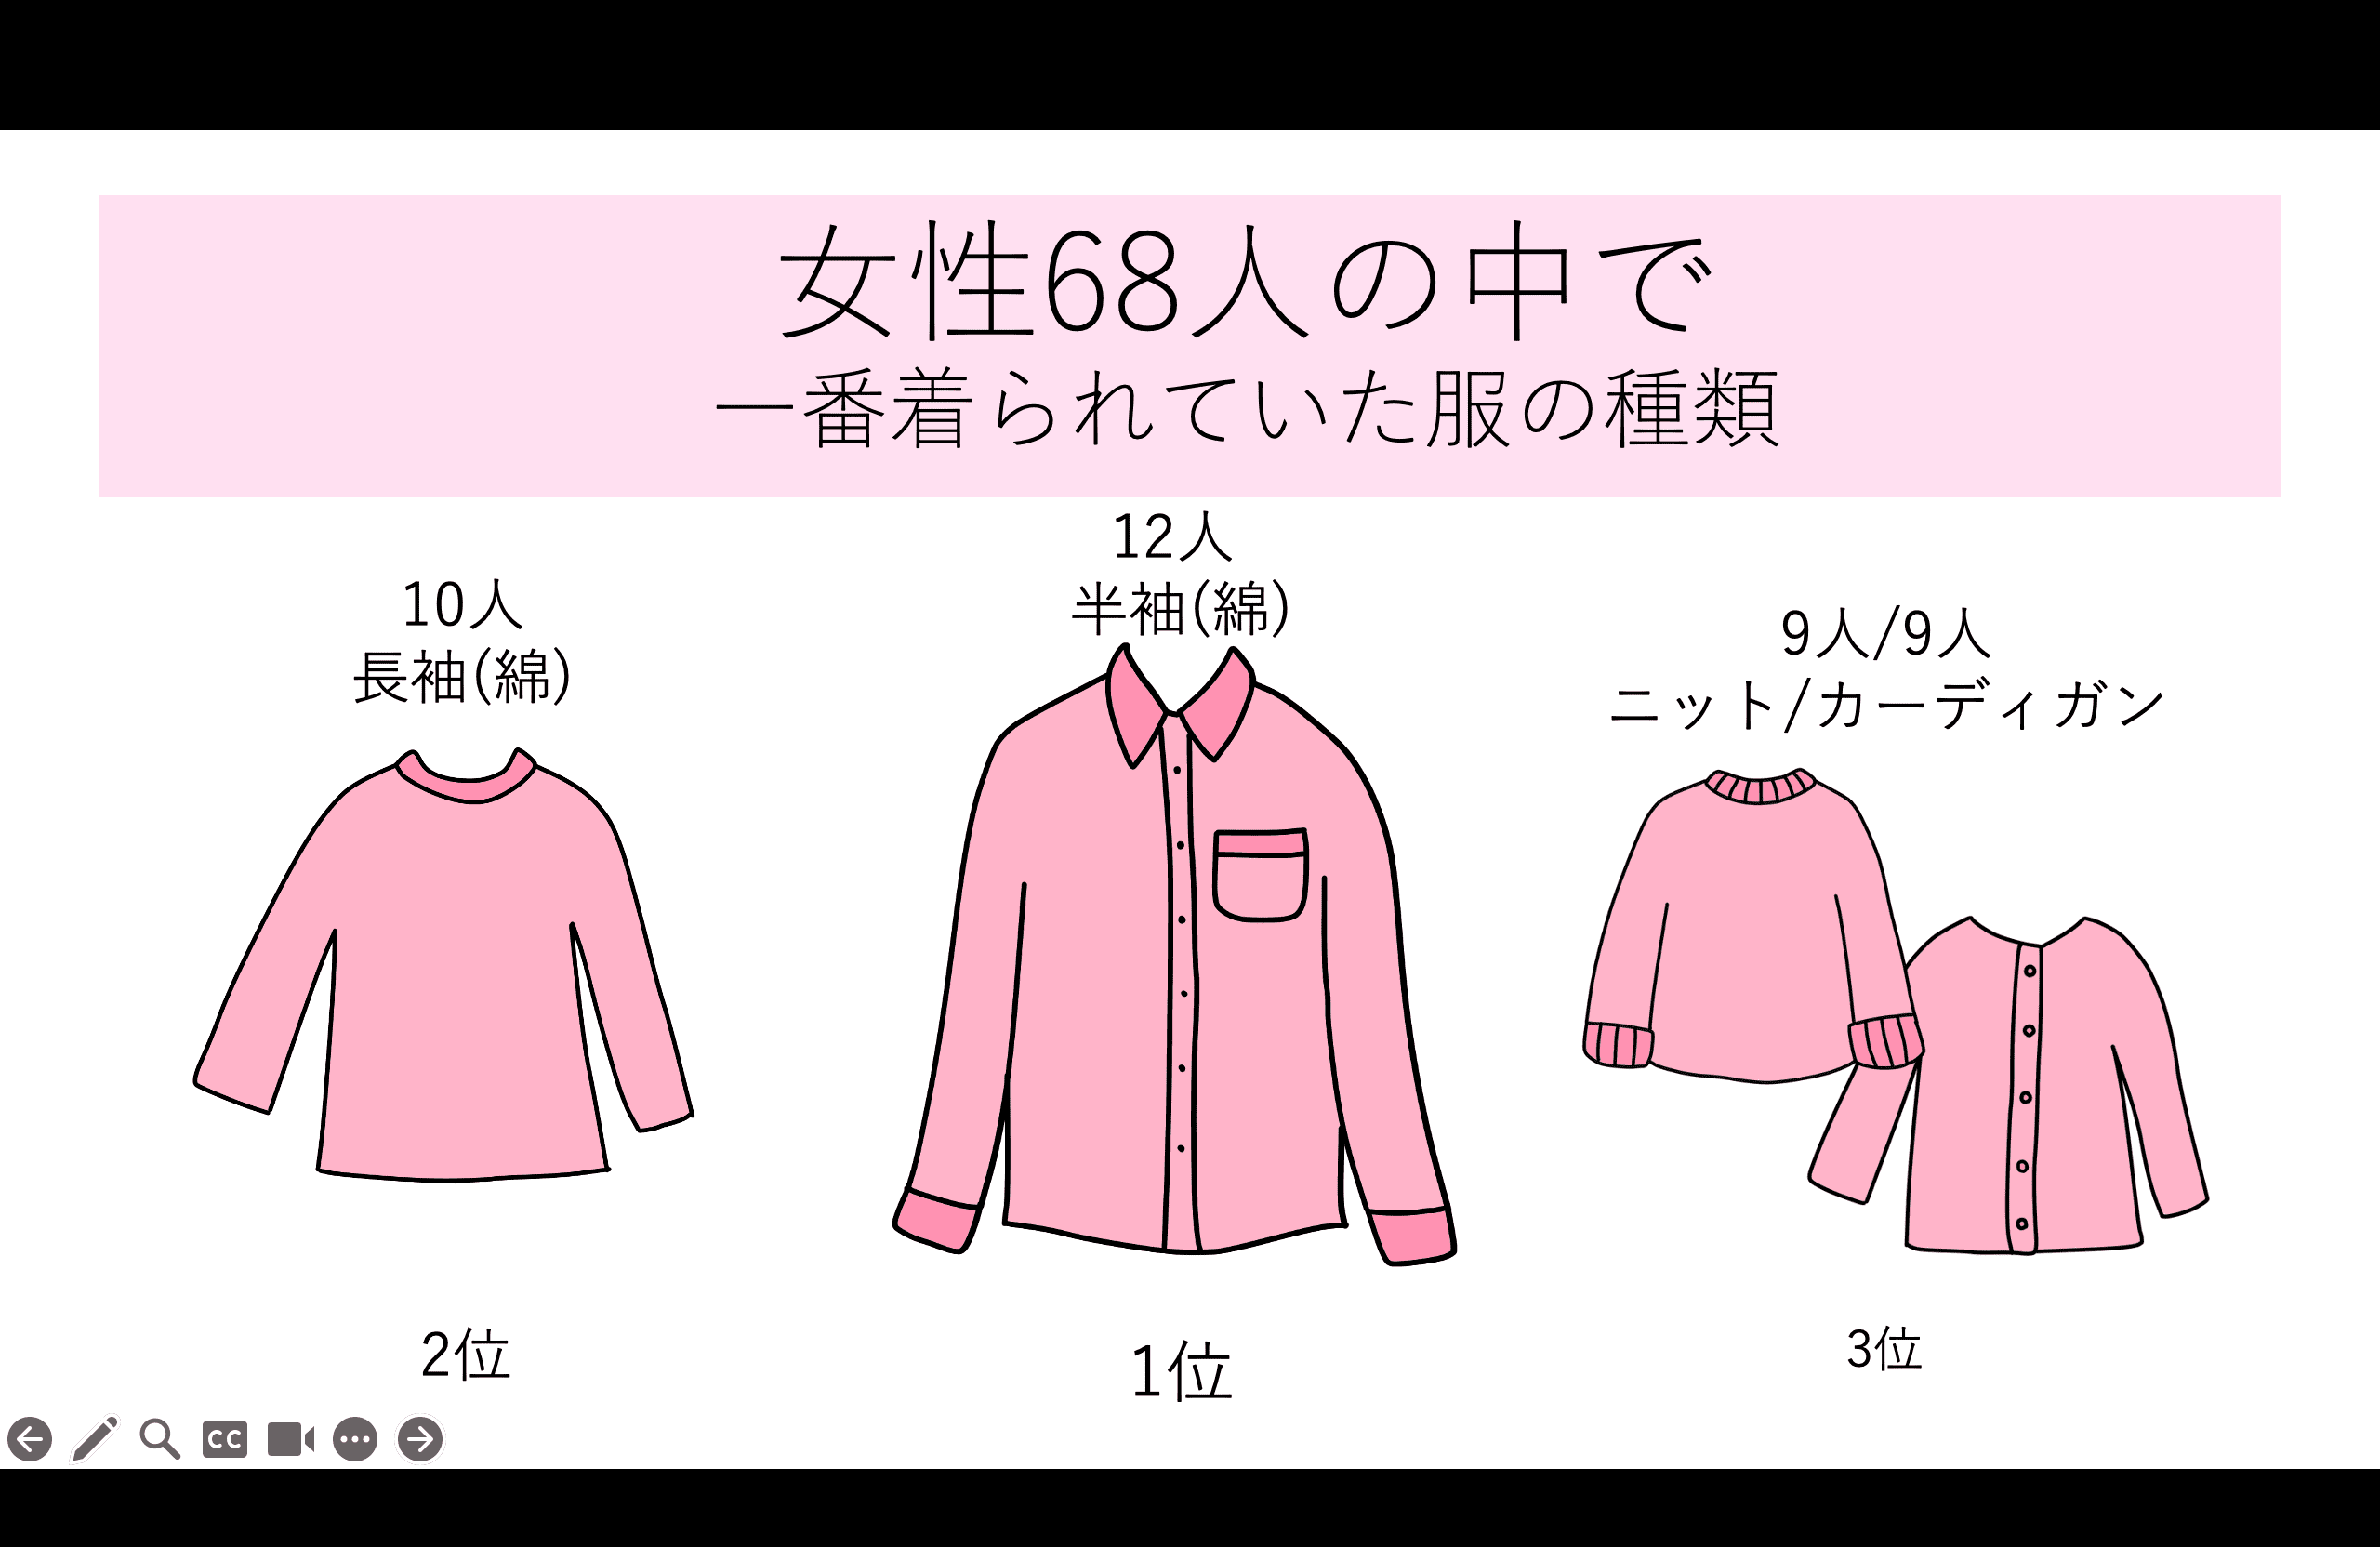 女性68人の中で
一番着られていた服の種類
10人
長袖(綿)
2位
12人
半袖(綿)
1位
9人/9人
ニット/カーディガン
3位
CC